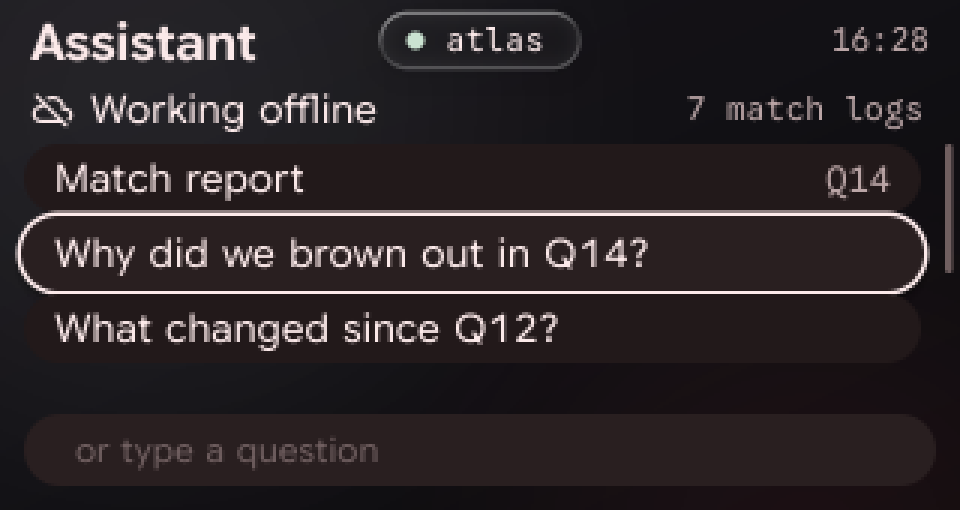 Assistant atlas 16:28
Working offline 7 match logs
Match report Q14
Why did we brown out in Q14?
What changed since Q12?
or type a question